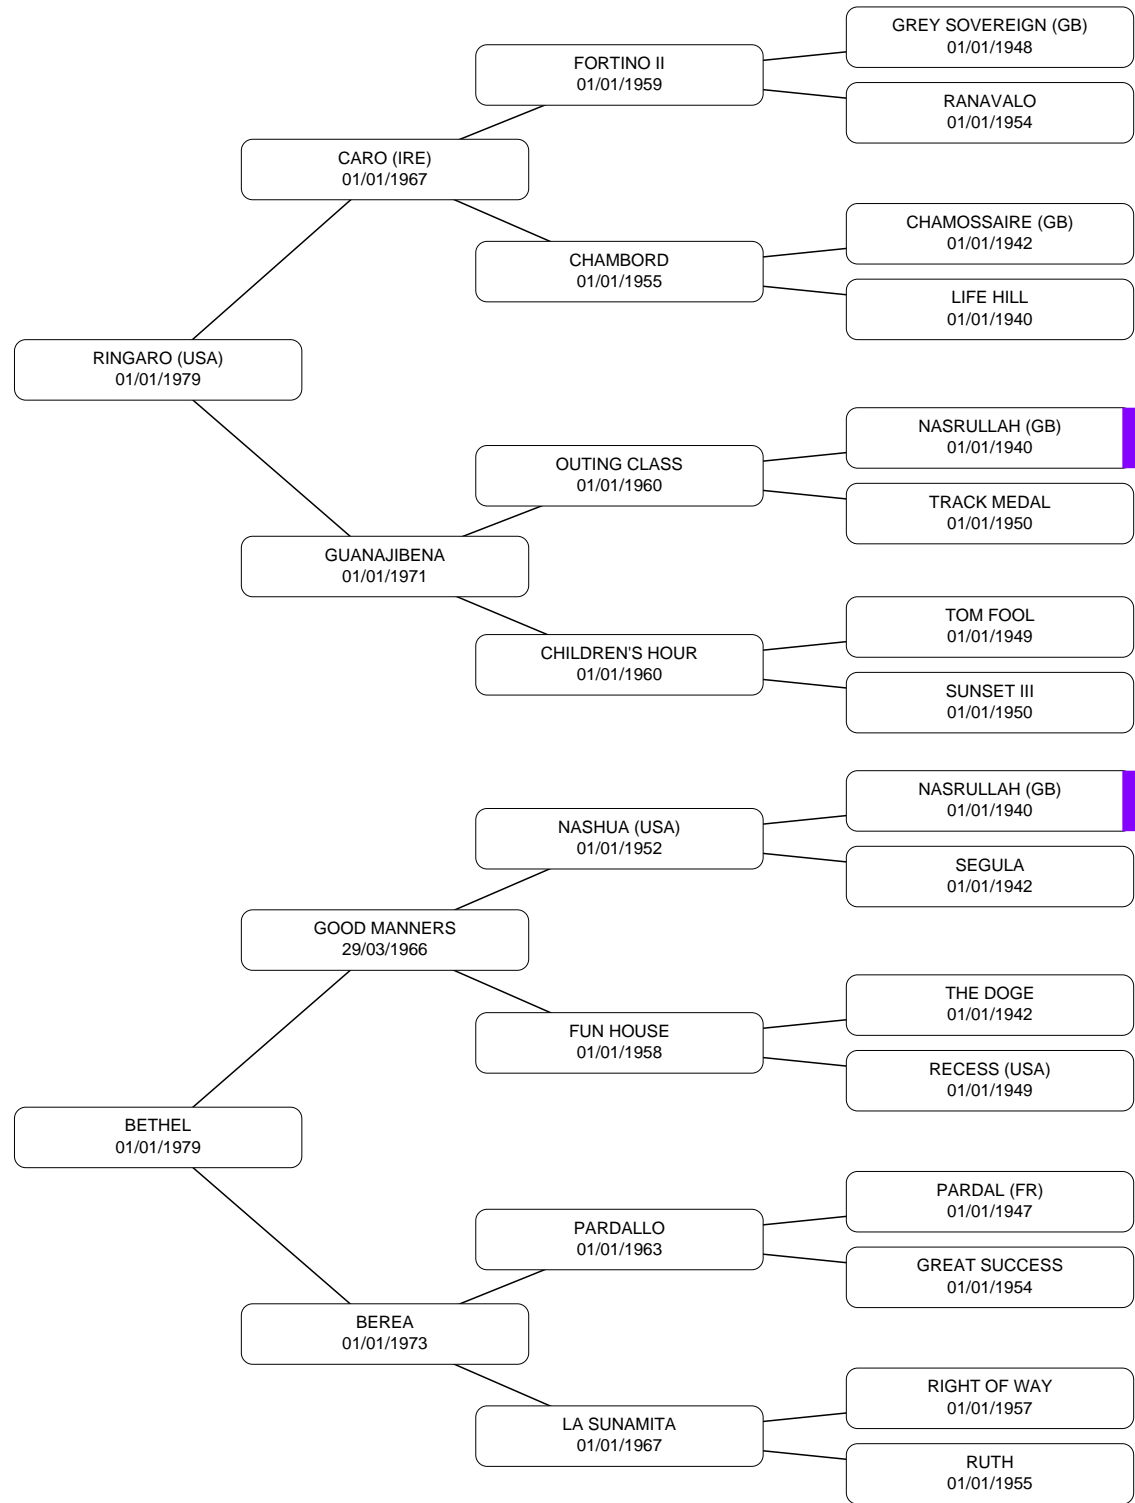 GREY SOVEREIGN (GB)
01/01/1948
FORTINO II
01/01/1959
RANAVALO
01/01/1954
CARO (IRE)
01/01/1967
CHAMOSSAIRE (GB)
01/01/1942
CHAMBORD
01/01/1955
LIFE HILL
01/01/1940
RINGARO (USA)
01/01/1979
NASRULLAH (GB)
01/01/1940
OUTING CLASS
01/01/1960
TRACK MEDAL
01/01/1950
GUANAJIBENA
01/01/1971
TOM FOOL
01/01/1949
CHILDREN'S HOUR
01/01/1960
SUNSET III
01/01/1950
NASRULLAH (GB)
01/01/1940
NASHUA (USA)
01/01/1952
SEGULA
01/01/1942
GOOD MANNERS
29/03/1966
THE DOGE
01/01/1942
FUN HOUSE
01/01/1958
RECESS (USA)
01/01/1949
BETHEL
01/01/1979
PARDAL (FR)
01/01/1947
PARDALLO
01/01/1963
GREAT SUCCESS
01/01/1954
BEREA
01/01/1973
RIGHT OF WAY
01/01/1957
LA SUNAMITA
01/01/1967
RUTH
01/01/1955